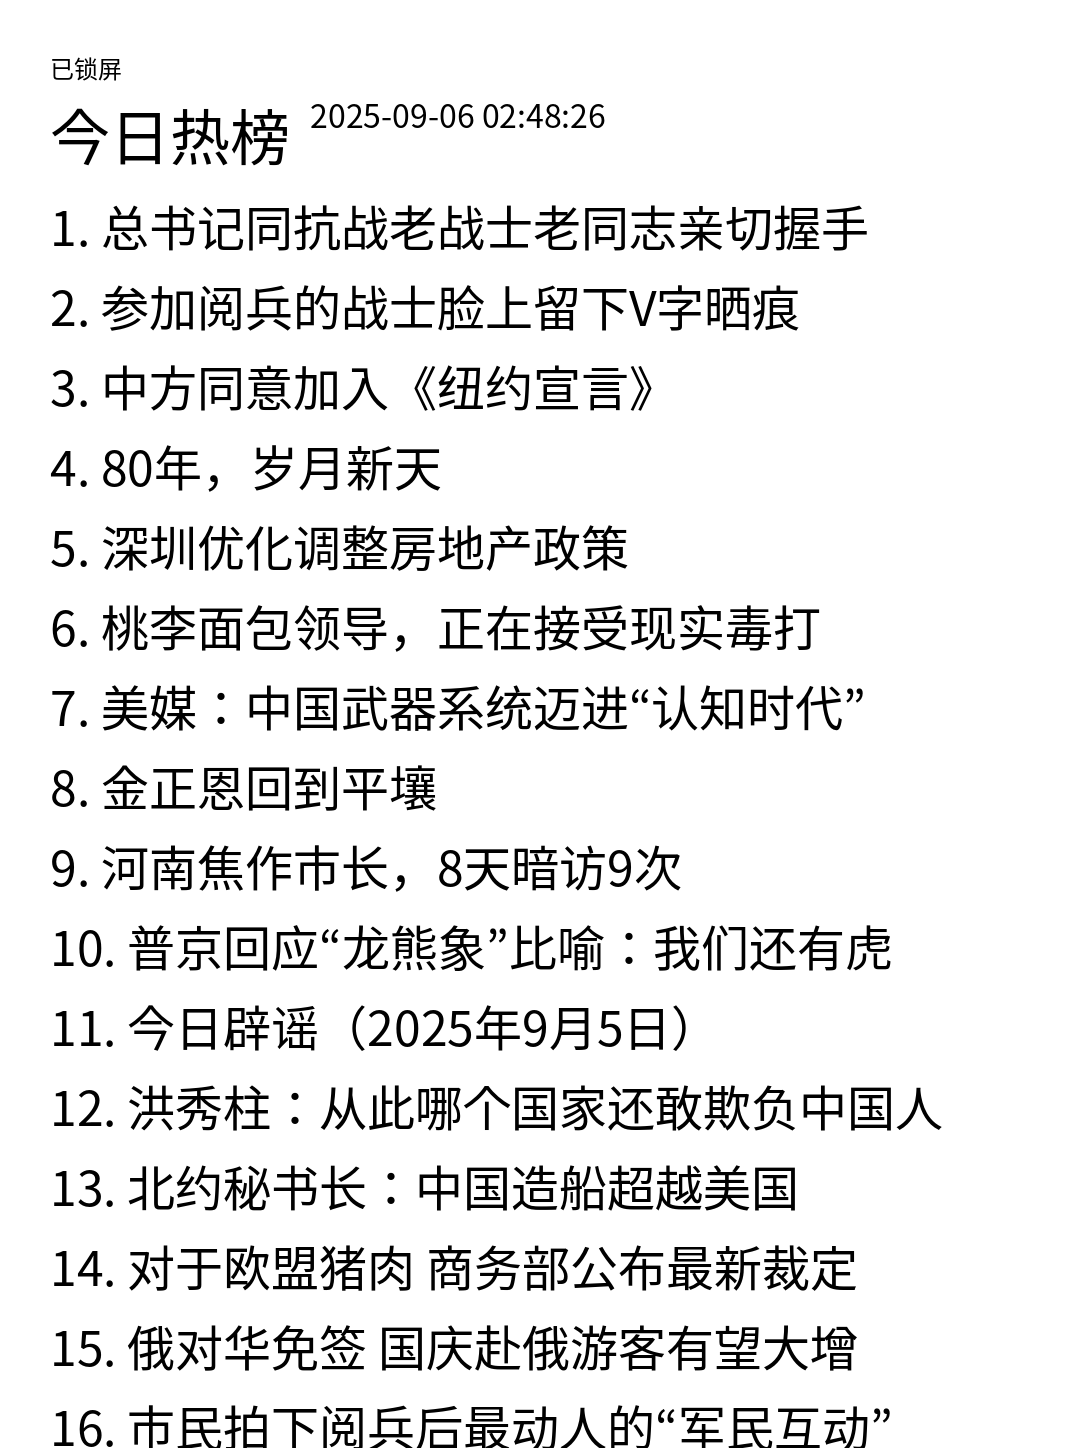 已锁屏
今日热榜 2025-09-06 02:48:26
1. 总书记同抗战老战士老同志亲切握手
2. 参加阅兵的战士脸上留下V字晒痕
3. 中方同意加入《纽约宣言》
4. 80年，岁月新天
5. 深圳优化调整房地产政策
6. 桃李面包领导，正在接受现实毒打
7. 美媒：中国武器系统迈进“认知时代”
8. 金正恩回到平壤
9. 河南焦作市长，8天暗访9次
10. 普京回应“龙熊象”比喻：我们还有虎
11. 今日辟谣（2025年9月5日）
12. 洪秀柱：从此哪个国家还敢欺负中国人
13. 北约秘书长：中国造船超越美国
14. 对于欧盟猪肉 商务部公布最新裁定
15. 俄对华免签 国庆赴俄游客有望大增
16. 市民拍下阅兵后最动人的“军民互动”